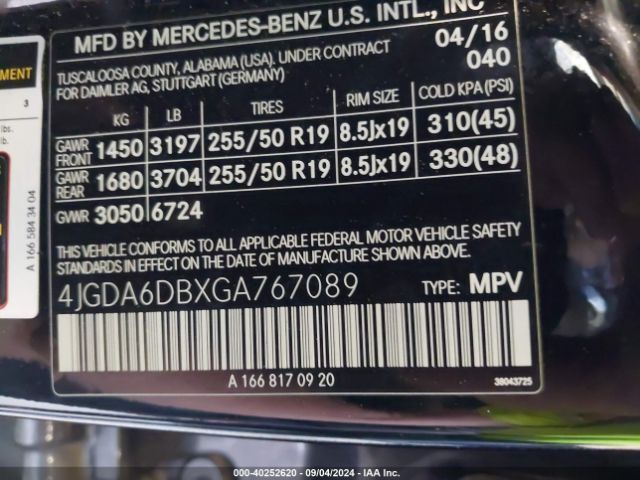 MFD BY MERCEDES-BENZ U.S. INTL., INC
TUSCALOOSA COUNTY, ALABAMA (USA). UNDER CONTRACT
FOR DAIMLER AG, STUTTGART (GERMANY)
04/16
040
KG LB TIRES RIM SIZE COLD KPA(PSI)
GAWR FRONT 1450 3197 255/50 R19 8.5Jx19 310(45)
GAWR REAR 1680 3704 255/50 R19 8.5Jx19 330(48)
GVWR 3050 6724
THIS VEHICLE CONFORMS TO ALL APPLICABLE FEDERAL MOTOR VEHICLE SAFETY
STANDARDS IN EFFECT ON THE DATE OF MANUFACTURE SHOWN ABOVE.
4JGDA6DBXGA767089 TYPE: MPV
A 166 817 09 20
38043725
3
lbs.
A 166 584 34 04
000-40252620 - 09/04/2024 - IAA Inc.